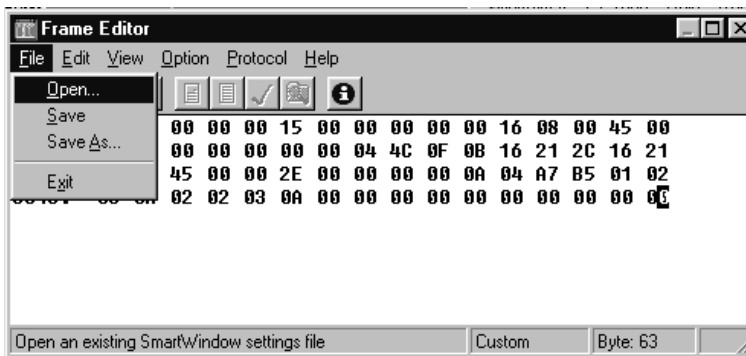 Frame Editor
File Edit View Option Protocol Help
Open...
Save
Save As...
Exit
00 00 00 15 00 00 00 00 00 16 08 00 45 00
00 00 00 00 00 04 4C 0F 0B 16 21 2C 16 21
45 00 00 2E 00 00 00 00 0A 04 A7 B5 01 02
02 02 03 0A 00 00 00 00 00 00 00 00 00
Open an existing SmartWindow settings file Custom Byte: 63